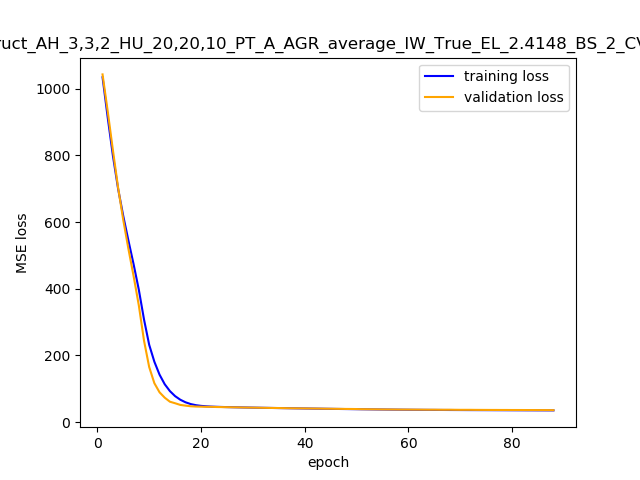 ruct_AH_3,3,2_HU_20,20,10_PT_A_AGR_average_IW_True_EL_2.4148_BS_2_CV
training loss
validation loss
1000
800
600
400
200
0
MSE loss
0 20 40 60 80
epoch